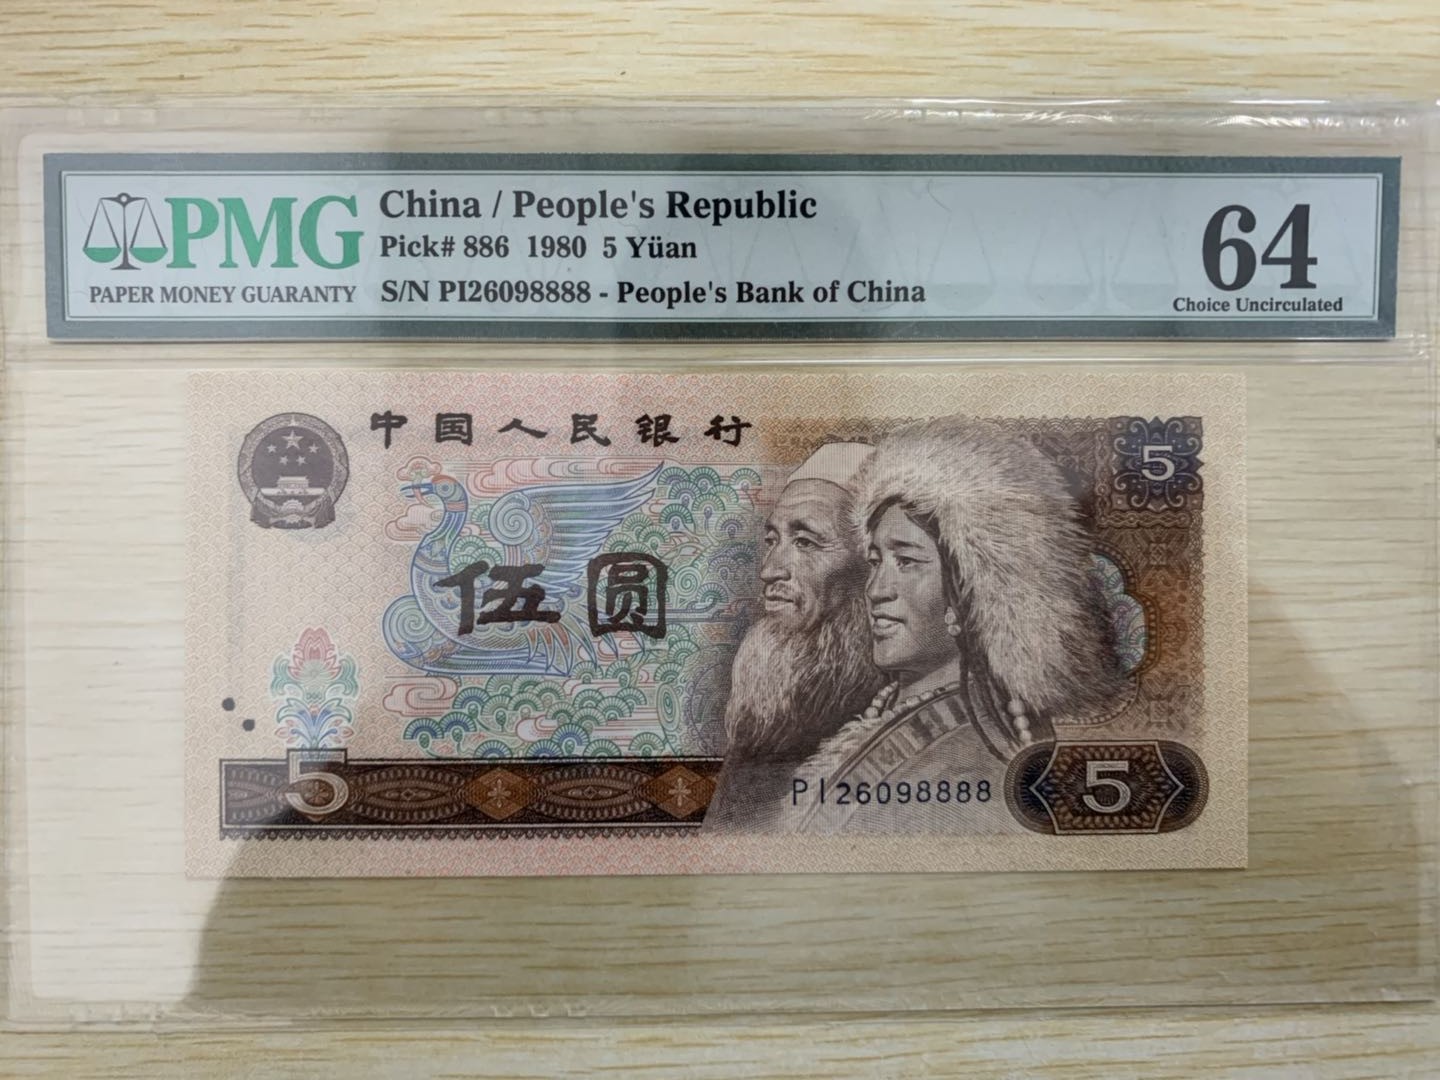 PMG
PAPER MONEY GUARANTY
China / People's Republic
Pick# 886 1980 5 Yüan
S/N PI26098888 - People's Bank of China
64
Choice Uncirculated
中国人民银行
5
伍圆
5
PI26098888
5